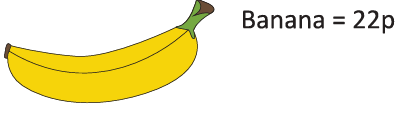 Banana = 22p